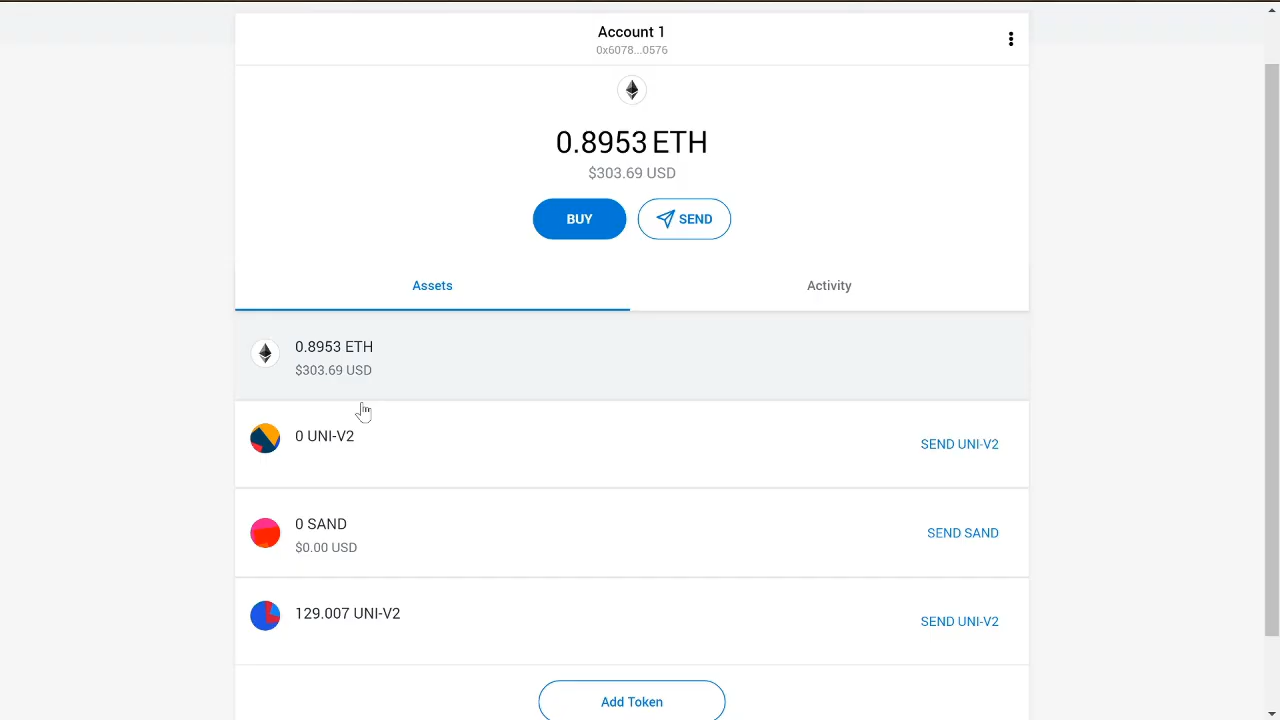 Account 1
0x6078...0576
0.8953 ETH
$303.69 USD
BUY
SEND
Assets
Activity
0.8953 ETH
$303.69 USD
0 UNI-V2
SEND UNI-V2
0 SAND
$0.00 USD
SEND SAND
129.007 UNI-V2
SEND UNI-V2
Add Token